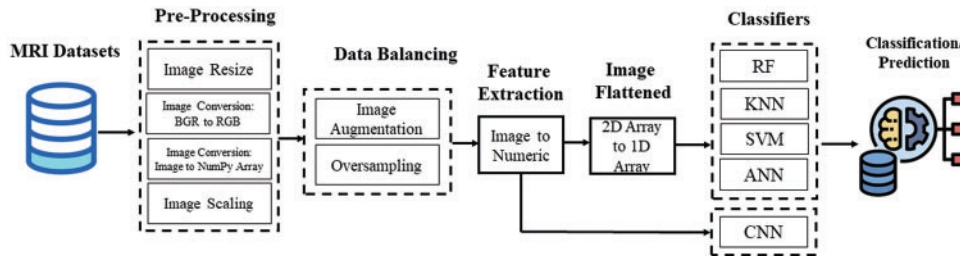 MRI Datasets
Pre-Processing
Image Resize
Image Conversion:
BGR to RGB
Image Conversion:
Image to NumPy Array
Image Scaling
Data Balancing
Image
Augmentation
Oversampling
Feature
Extraction
Image to
Numeric
Image
Flattened
2D Array
to 1D
Array
Classifiers
RF
KNN
SVM
ANN
CNN
Classification/
Prediction